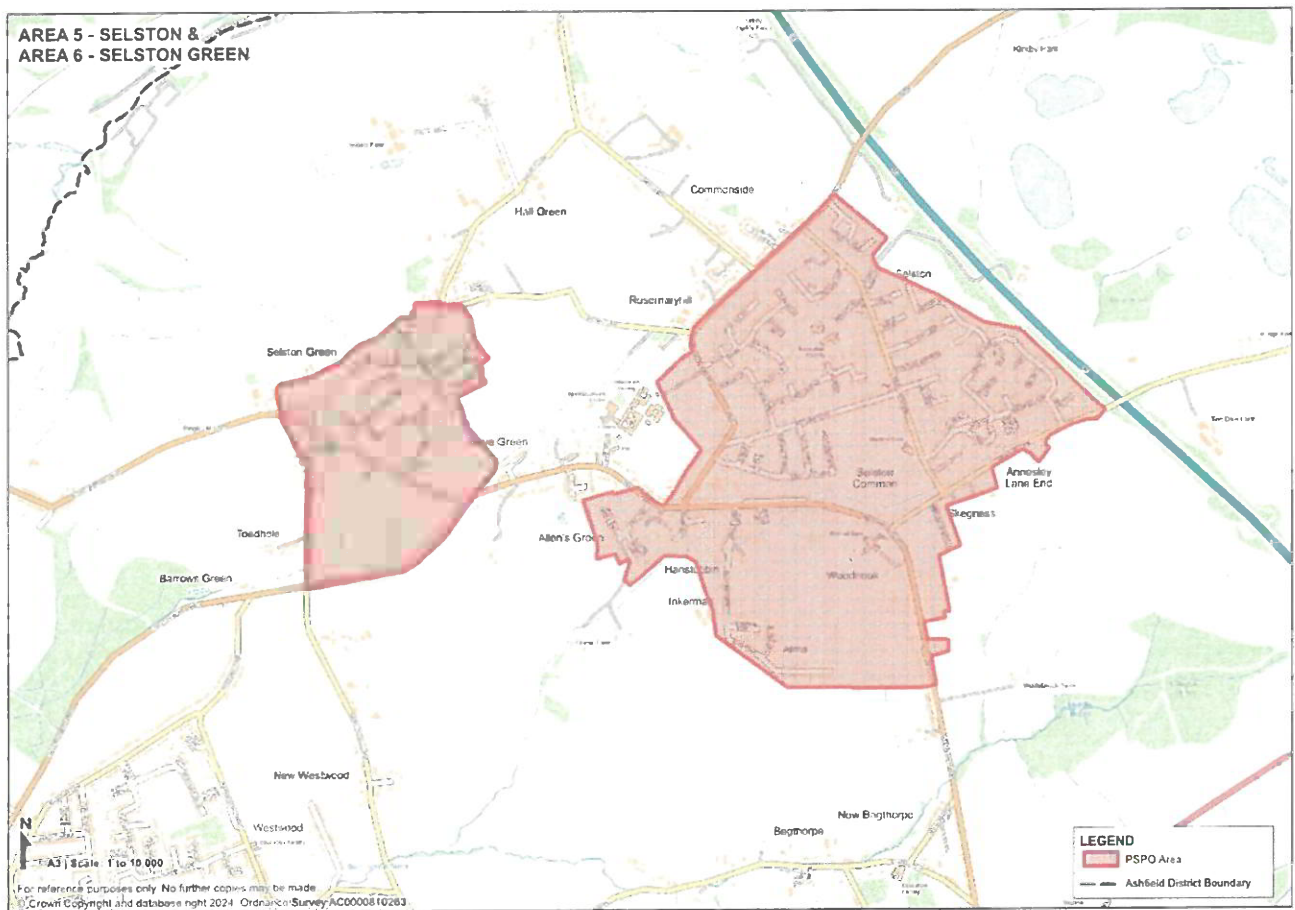 AREA 5 - SELSTON &
AREA 6 - SELSTON GREEN
Commonside
Hall Green
Selston
Rosemaryhill
Selston Green
Green
Selston
Common
Annesley
Lane End
Skegness
Toadhole
Allen's Green
Barrows Green
Woodnook
Inkerma
Alma
New Westwood
Westwood
Bagthorpe
New Bagthorpe
LEGEND
PSPO Area
Ashfield District Boundary
N
A3 | Scale: 1 to 10 000
For reference purposes only. No further copies may be made.
© Crown Copyright and database right 2024. Ordnance Survey AC0000810263